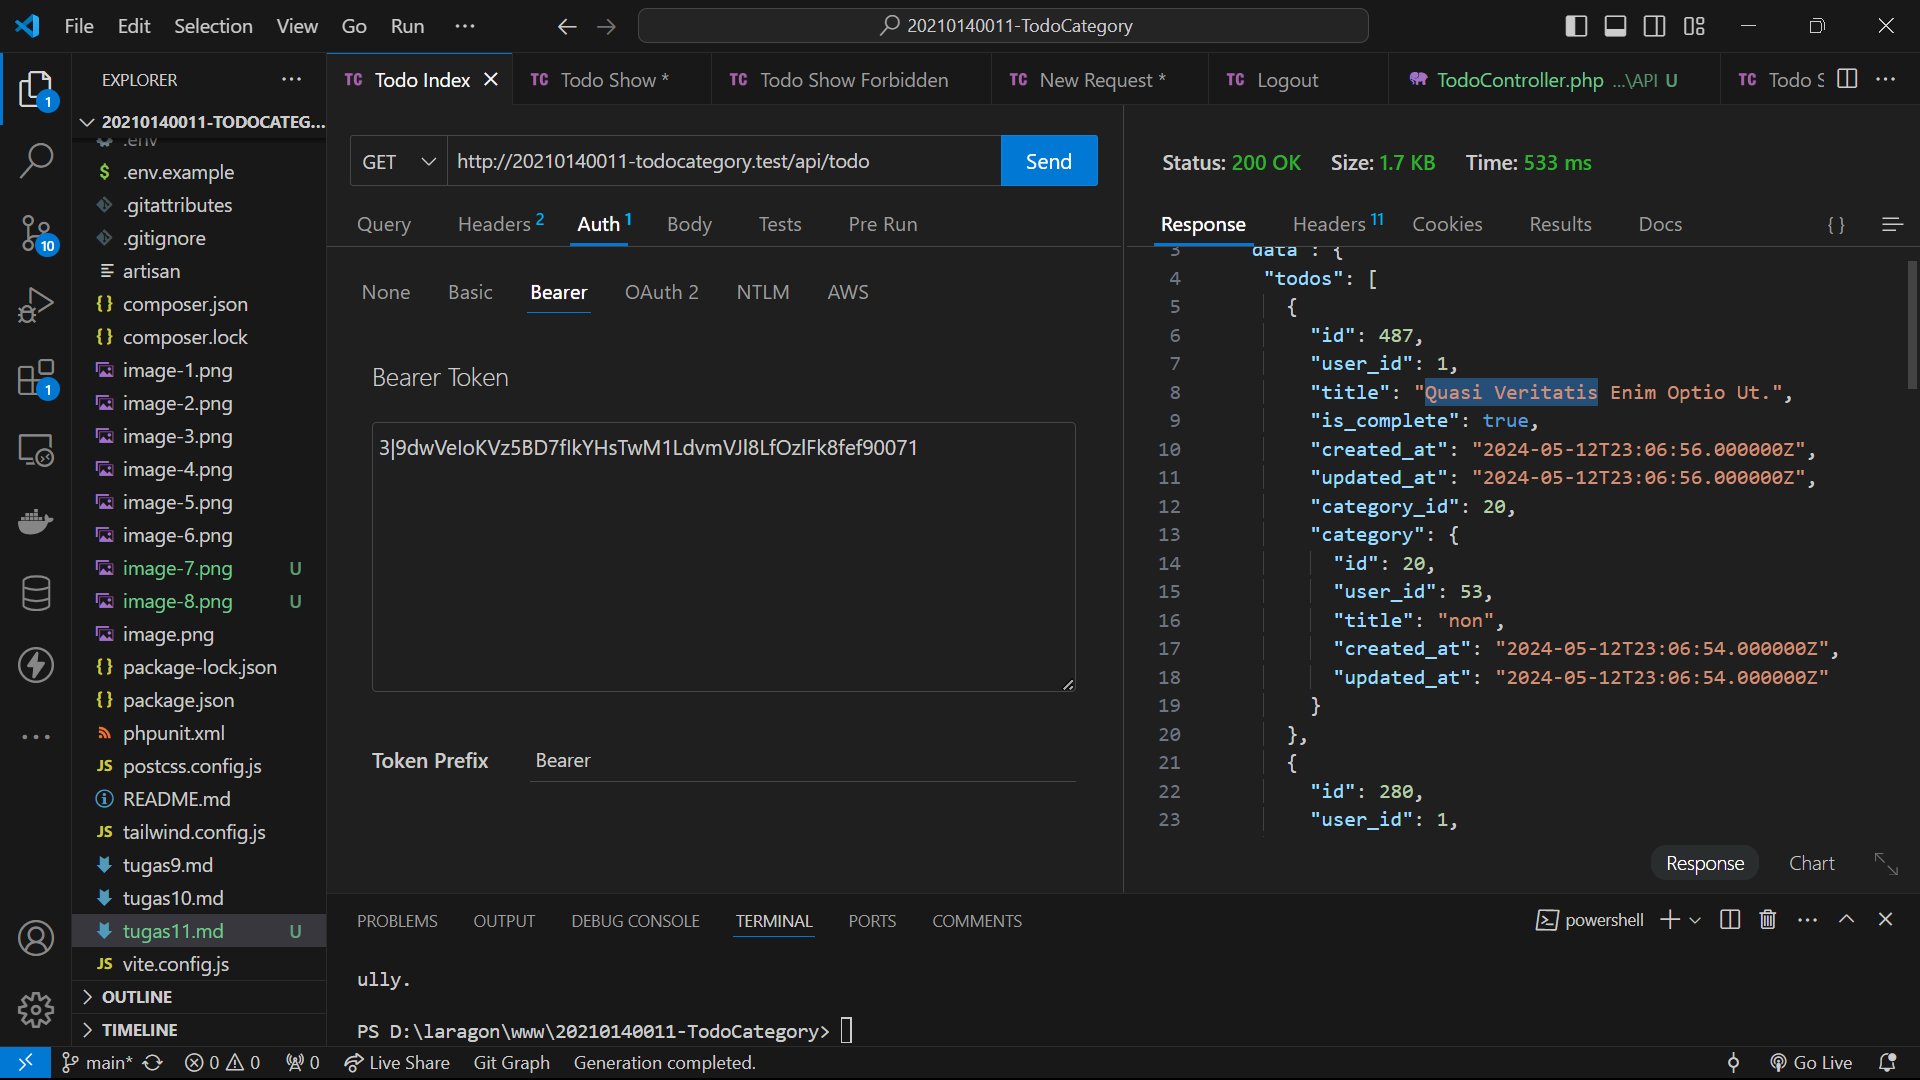 File Edit Selection View Go Run ··· 20210140011-TodoCategory
EXPLORER ···
1
10
1
20210140011-TODOCATEG...
.env
$ .env.example
.gitattributes
.gitignore
artisan
{} composer.json
{} composer.lock
image-1.png
image-2.png
image-3.png
image-4.png
image-5.png
image-6.png
image-7.png U
image-8.png U
image.png
{} package-lock.json
{} package.json
phpunit.xml
JS postcss.config.js
README.md
JS tailwind.config.js
tugas9.md
tugas10.md
tugas11.md U
JS vite.config.js
OUTLINE
TIMELINE
TC Todo Index TC Todo Show * TC Todo Show Forbidden TC New Request * TC Logout TodoController.php ...\API U TC Todo S
GET http://20210140011-todocategory.test/api/todo Send
Query Headers 2 Auth 1 Body Tests Pre Run
None Basic Bearer OAuth 2 NTLM AWS
Bearer Token
3|9dwVeIoKVz5BD7fIkYHsTwM1LdvmVJl8LfOzlFk8fef90071
Token Prefix Bearer
Status: 200 OK Size: 1.7 KB Time: 533 ms
Response Headers 11 Cookies Results Docs { }
3 data : {
4 "todos": [
5 {
6 "id": 487,
7 "user_id": 1,
8 "title": "Quasi Veritatis Enim Optio Ut.",
9 "is_complete": true,
10 "created_at": "2024-05-12T23:06:56.000000Z",
11 "updated_at": "2024-05-12T23:06:56.000000Z",
12 "category_id": 20,
13 "category": {
14 "id": 20,
15 "user_id": 53,
16 "title": "non",
17 "created_at": "2024-05-12T23:06:54.000000Z",
18 "updated_at": "2024-05-12T23:06:54.000000Z"
19 }
20 },
21 {
22 "id": 280,
23 "user_id": 1,
Response Chart
PROBLEMS OUTPUT DEBUG CONSOLE TERMINAL PORTS COMMENTS powershell
ully.
PS D:\laragon\www\20210140011-TodoCategory>
main* 0 0 0 Live Share Git Graph Generation completed. Go Live